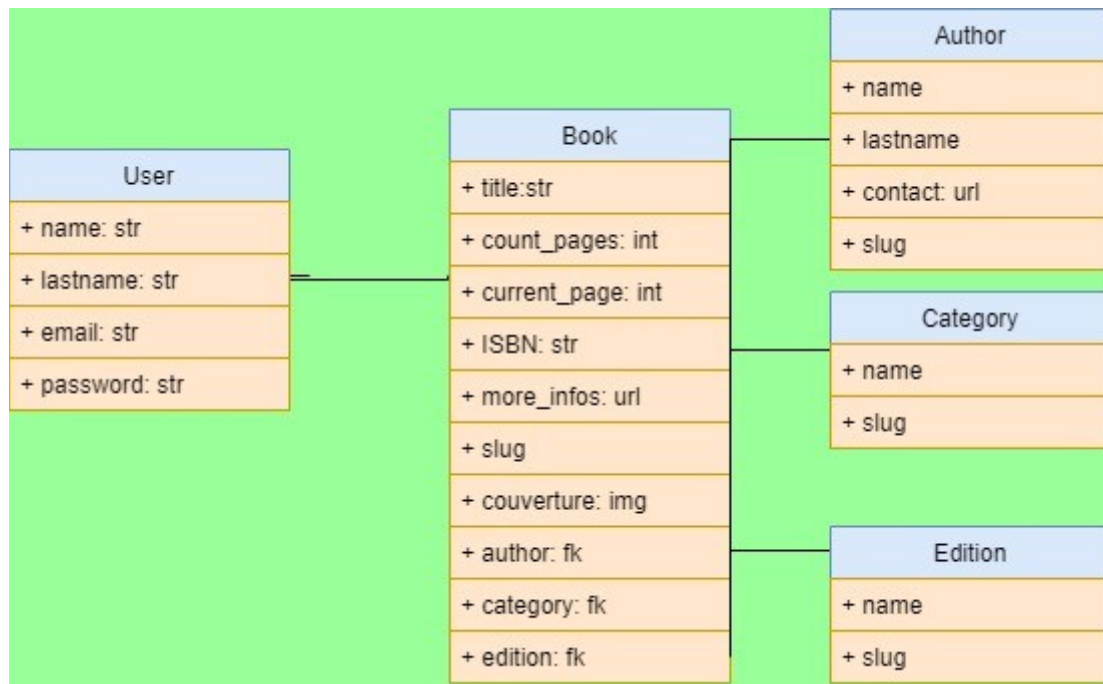 User
+ name: str
+ lastname: str
+ email: str
+ password: str
Book
+ title:str
+ count_pages: int
+ current_page: int
+ ISBN: str
+ more_infos: url
+ slug
+ couverture: img
+ author: fk
+ category: fk
+ edition: fk
Author
+ name
+ lastname
+ contact: url
+ slug
Category
+ name
+ slug
Edition
+ name
+ slug